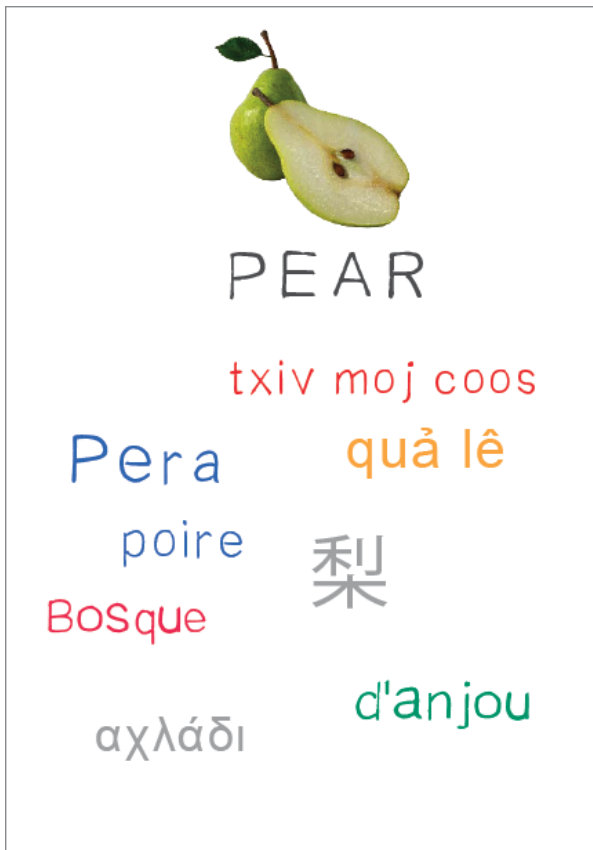 PEAR
txiv moj coos
Pera
quả lê
poire
梨
Bosque
d'anjou
αχλάδι